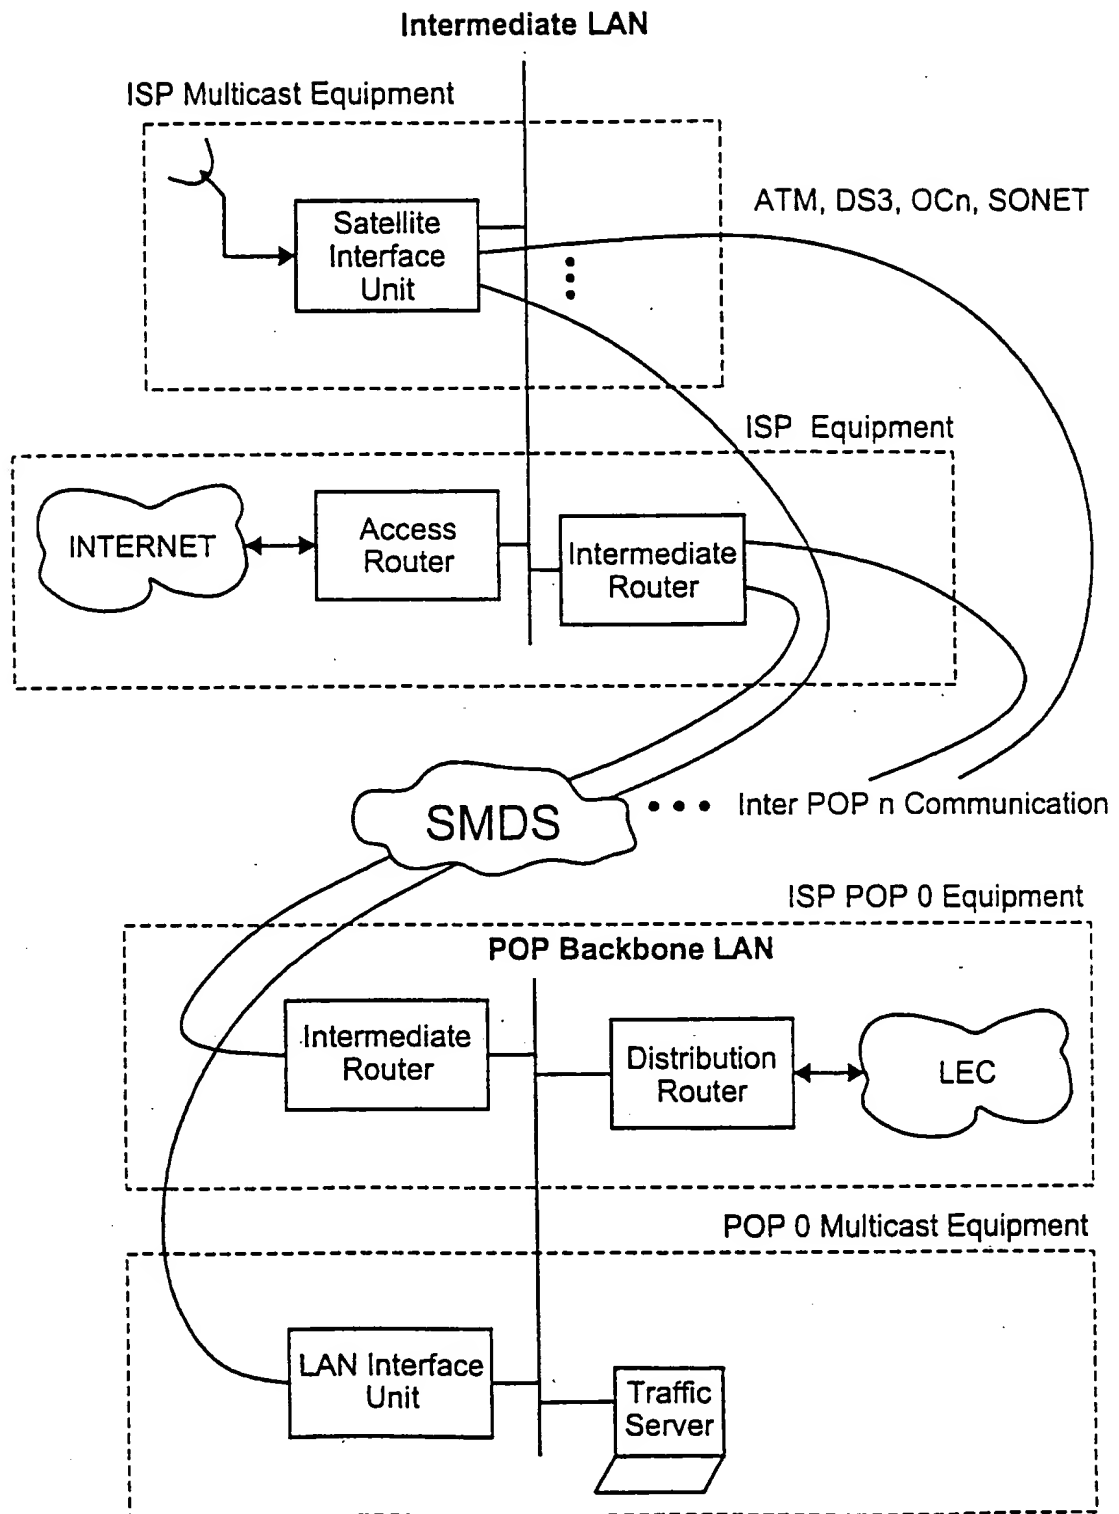 Intermediate LAN
ISP Multicast Equipment
Satellite
Interface
Unit
ATM, DS3, OCn, SONET
ISP Equipment
INTERNET
Access
Router
Intermediate
Router
SMDS
Inter POP n Communication
ISP POP 0 Equipment
POP Backbone LAN
Intermediate
Router
Distribution
Router
LEC
POP 0 Multicast Equipment
LAN Interface
Unit
Traffic
Server